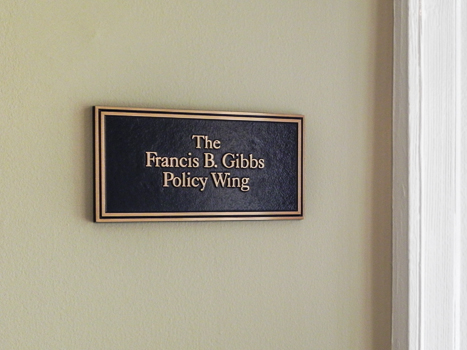 The
Francis B. Gibbs
Policy Wing